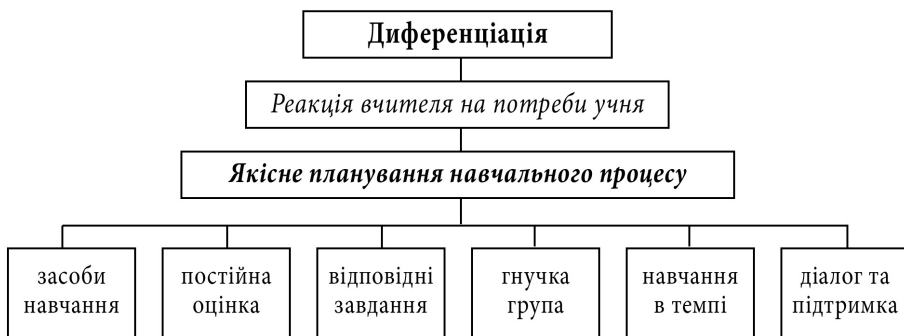 Диференціація
Реакція вчителя на потреби учня
Якісне планування навчального процесу
засоби
навчання
постійна
оцінка
відповідні
завдання
гнучка
група
навчання
в темпі
діалог та
підтримка